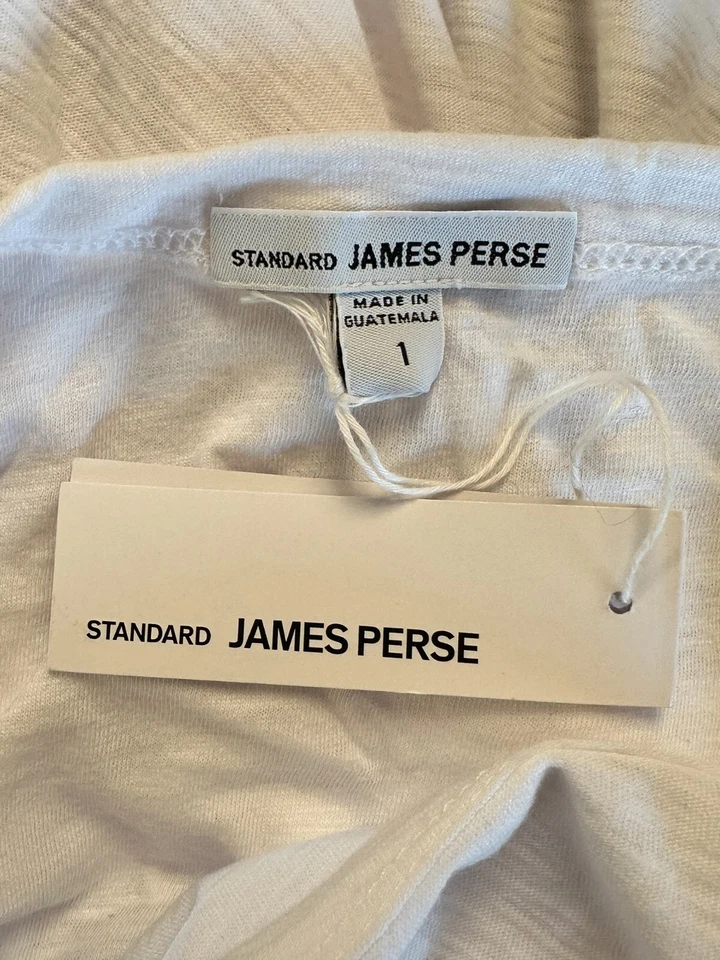 STANDARD JAMES PERSE
MADE IN
GUATEMALA
1
STANDARD JAMES PERSE